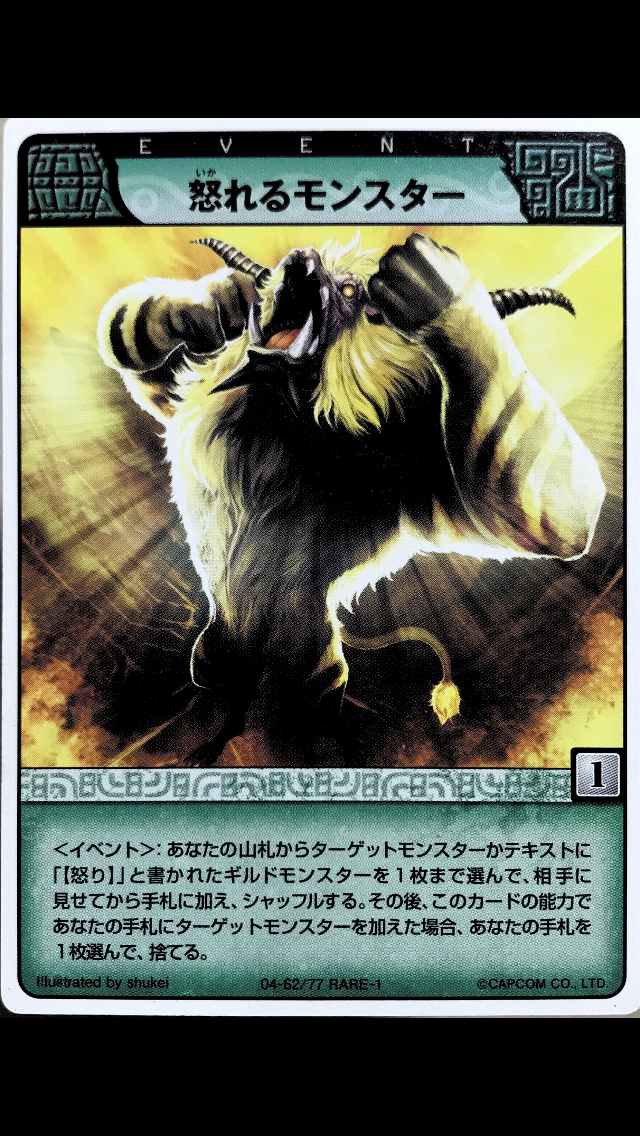 EVENT
いか
怒れるモンスター
1
＜イベント＞：あなたの山札からターゲットモンスターかテキストに
「【怒り】」と書かれたギルドモンスターを１枚まで選んで、相手に
見せてから手札に加え、シャッフルする。その後、このカードの能力で
あなたの手札にターゲットモンスターを加えた場合、あなたの手札を
１枚選んで、捨てる。
Illustrated by shukei 04-62/77 RARE-1 ©CAPCOM CO., LTD.